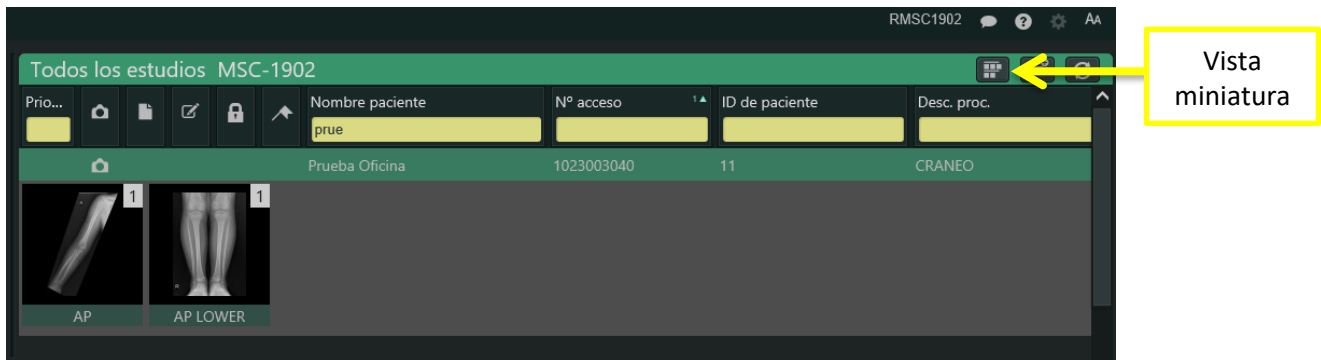 RMSC1902 AA
Todos los estudios MSC-1902
Vista
miniatura
Prio... Nombre paciente Nº acceso 1 ID de paciente Desc. proc.
prue
Prueba Oficina 1023003040 11 CRANEO
1 1
R
AP AP LOWER